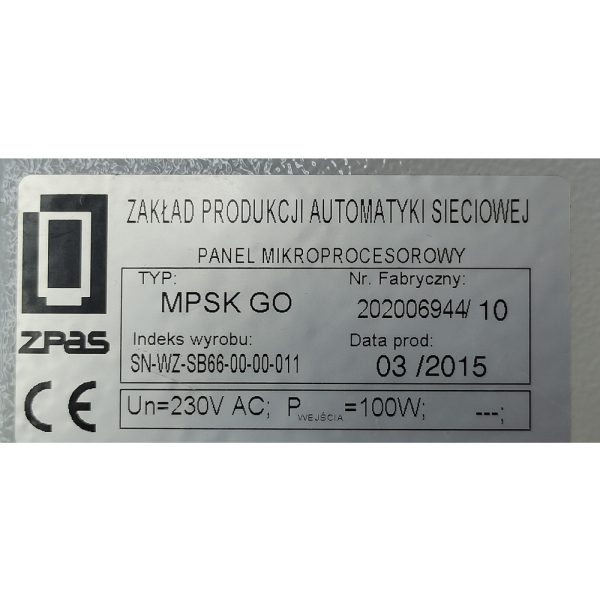 ZAKŁAD PRODUKCJI AUTOMATYKI SIECIOWEJ
PANEL MIKROPROCESOROWY
TYP:
MPSK GO
Nr. Fabryczny:
202006944/ 10
Indeks wyrobu:
SN-WZ-SB66-00-00-011
Data prod:
03 /2015
Un=230V AC; P WEJŚCIA =100W; ---;
ZPAS
CE